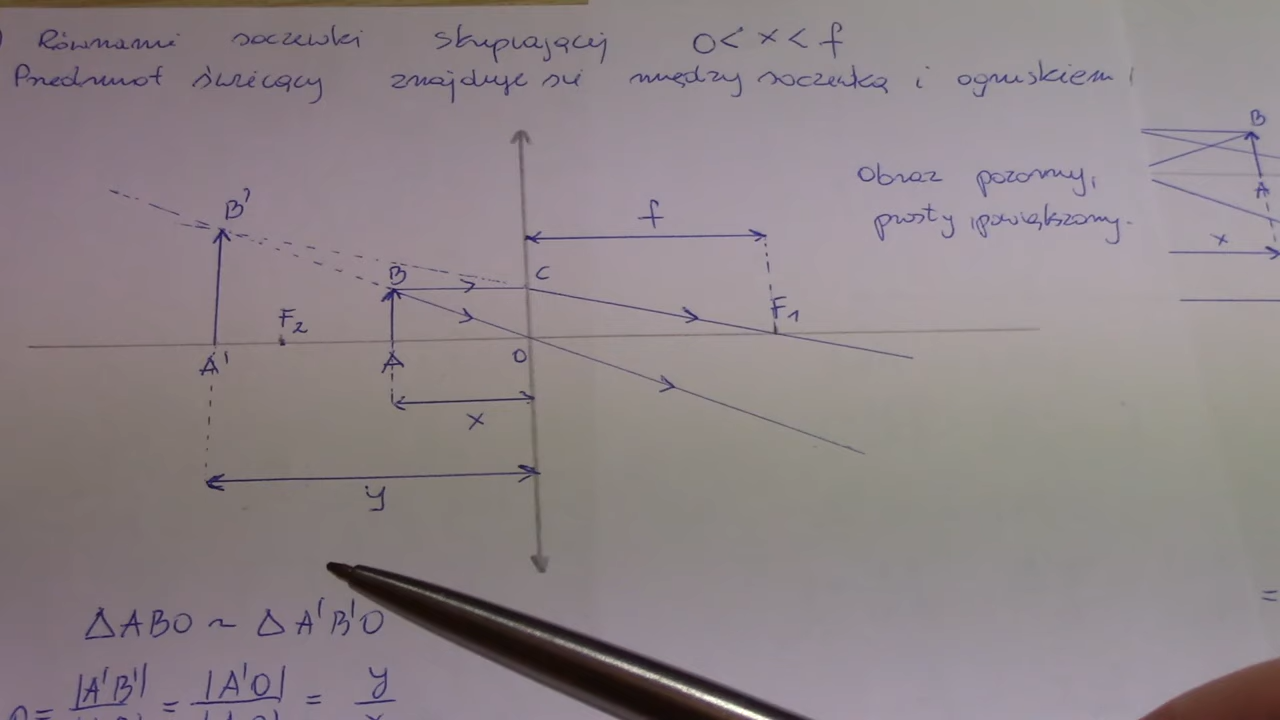 ) Równanie soczewki skupiającej 0 < x < f
Przedmiot świecący znajduje się między soczewką i ogniskiem
Obraz pozorny,
prosty i powiększony.
B
A
x
f
B'
B
C
F₂
F₁
A'
A
O
x
y
ΔABO ~ ΔA'B'O
= |A'B'| = |A'O| = y
=